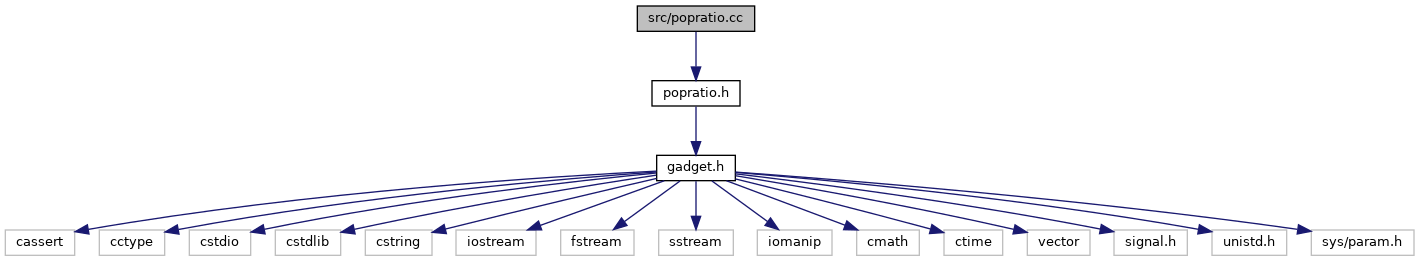 src/popratio.cc
popratio.h
gadget.h
cassert
cctype
cstdio
cstdlib
cstring
iostream
fstream
sstream
iomanip
cmath
ctime
vector
signal.h
unistd.h
sys/param.h